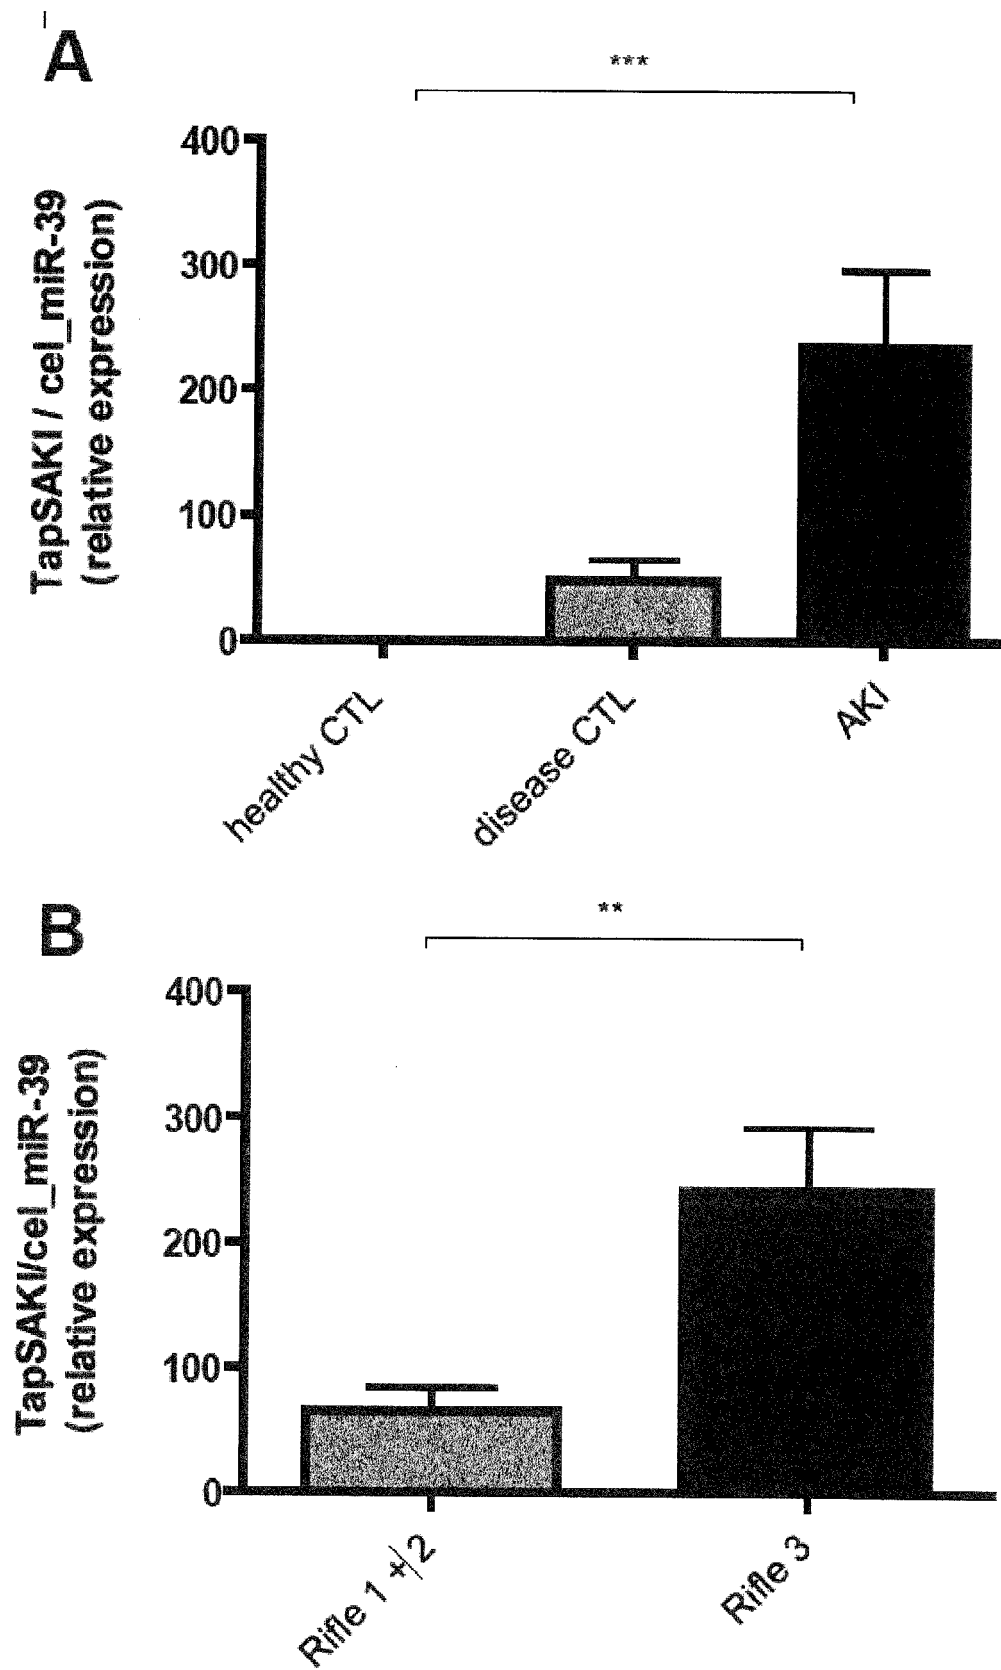 A
***
TapSAKI / cel_miR-39
(relative expression)
400
300
200
100
0
healthy CTL
disease CTL
AKI
B
**
TapSAKI/cel_miR-39
(relative expression)
400
300
200
100
0
Rifle 1 +/2
Rifle 3